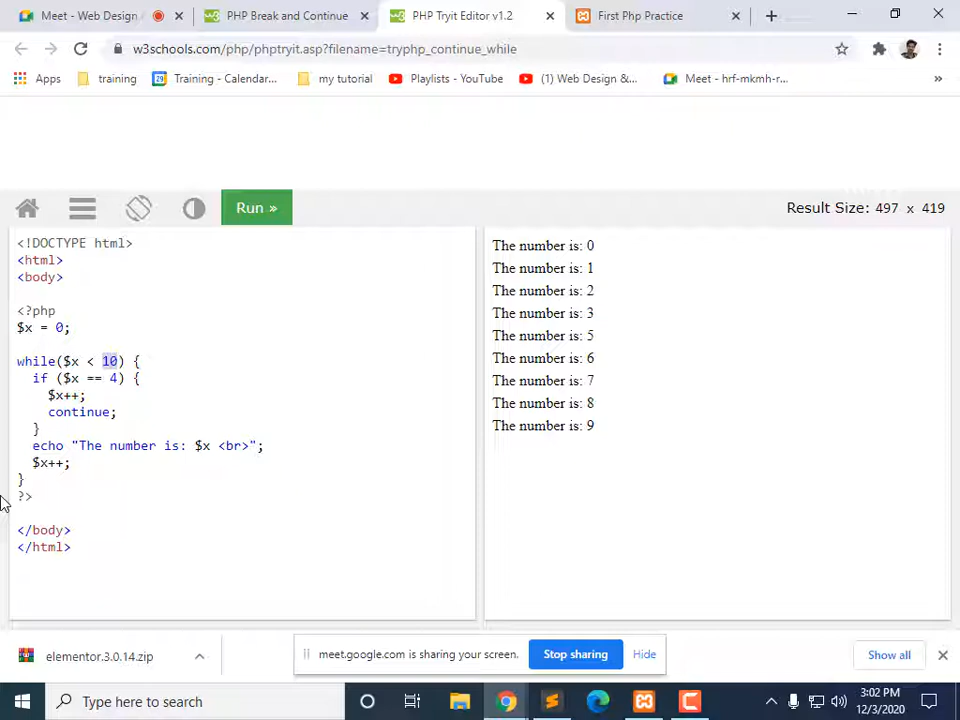 Meet - Web Design
PHP Break and Continue
PHP Tryit Editor v1.2
First Php Practice
w3schools.com/php/phptryit.asp?filename=tryphp_continue_while
Apps
training
Training - Calendar...
my tutorial
Playlists - YouTube
(1) Web Design &...
Meet - hrf-mkmh-r...
Run »
Result Size: 497 x 419
<!DOCTYPE html>
<html>
<body>
<?php
$x = 0;
while($x < 10) {
if ($x == 4) {
$x++;
continue;
}
echo "The number is: $x <br>";
$x++;
}
?>
</body>
</html>
The number is: 0
The number is: 1
The number is: 2
The number is: 3
The number is: 5
The number is: 6
The number is: 7
The number is: 8
The number is: 9
elementor.3.0.14.zip
meet.google.com is sharing your screen.
Stop sharing
Hide
Show all
Type here to search
3:02 PM
12/3/2020